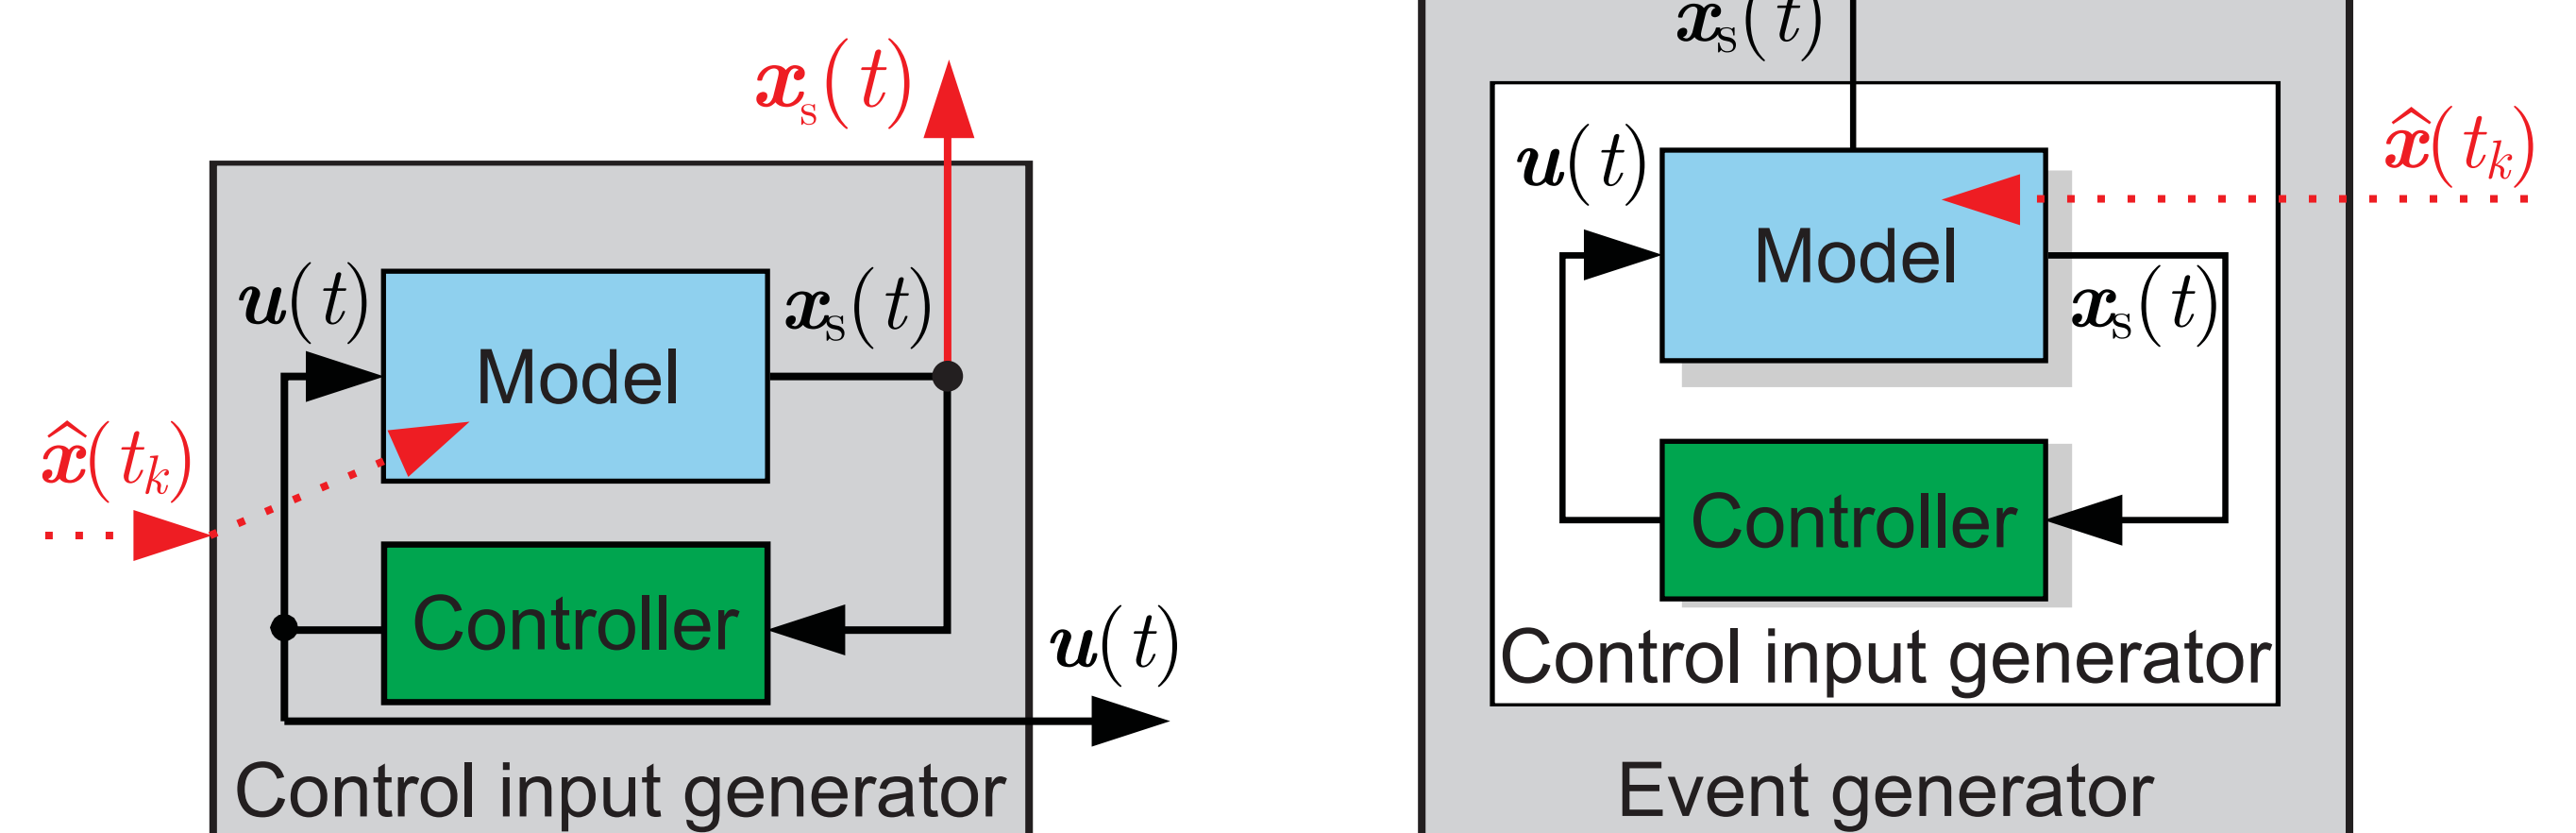 x_s(t)
u(t)
Model
x_s(t)
x̂(t_k)
Controller
u(t)
Control input generator
x_s(t)
u(t)
Model
x̂(t_k)
x_s(t)
Controller
Control input generator
Event generator